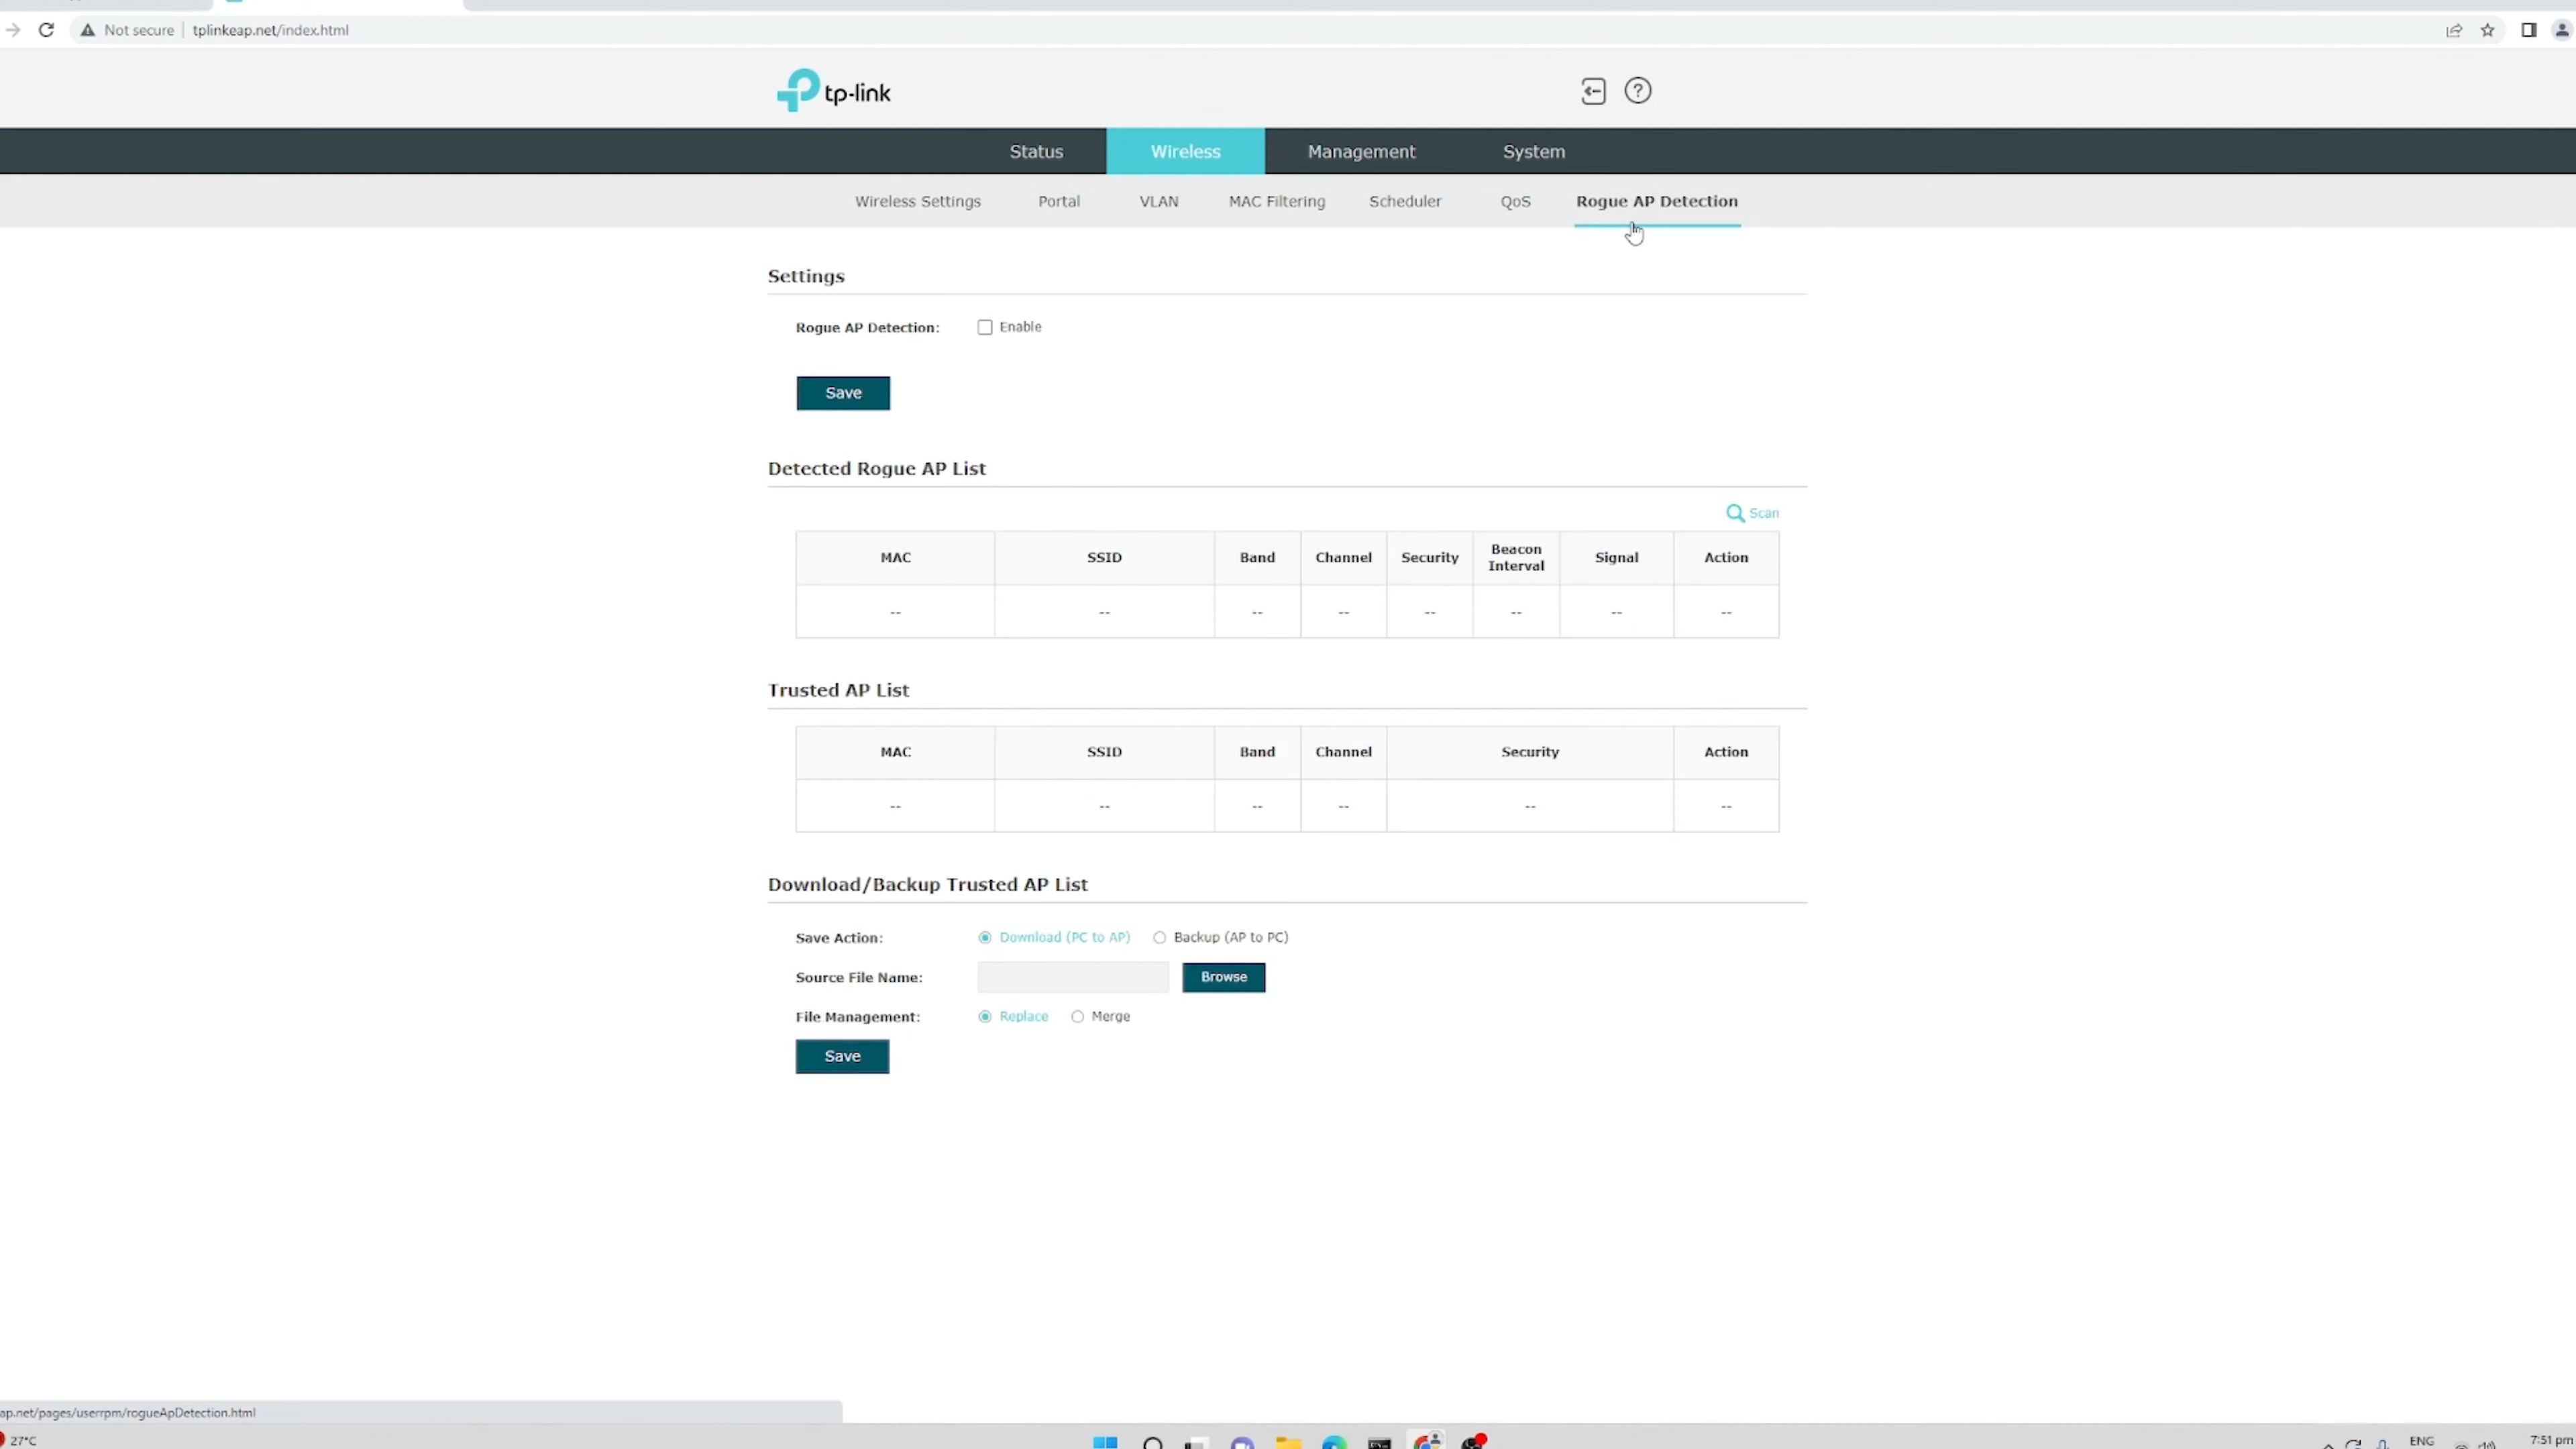 Not secure tplinkeap.net/index.html
tp-link
Status Wireless Management System
Wireless Settings Portal VLAN MAC Filtering Scheduler QoS Rogue AP Detection
Settings
Rogue AP Detection: Enable
Save
Detected Rogue AP List
Scan
MAC SSID Band Channel Security Beacon Interval Signal Action
-- -- -- -- -- -- -- --
Trusted AP List
MAC SSID Band Channel Security Action
-- -- -- -- -- --
Download/Backup Trusted AP List
Save Action: Download (PC to AP) Backup (AP to PC)
Source File Name: Browse
File Management: Replace Merge
Save
ap.net/pages/userrpm/rogueApDetection.html
27°C ENG 7:51 pm